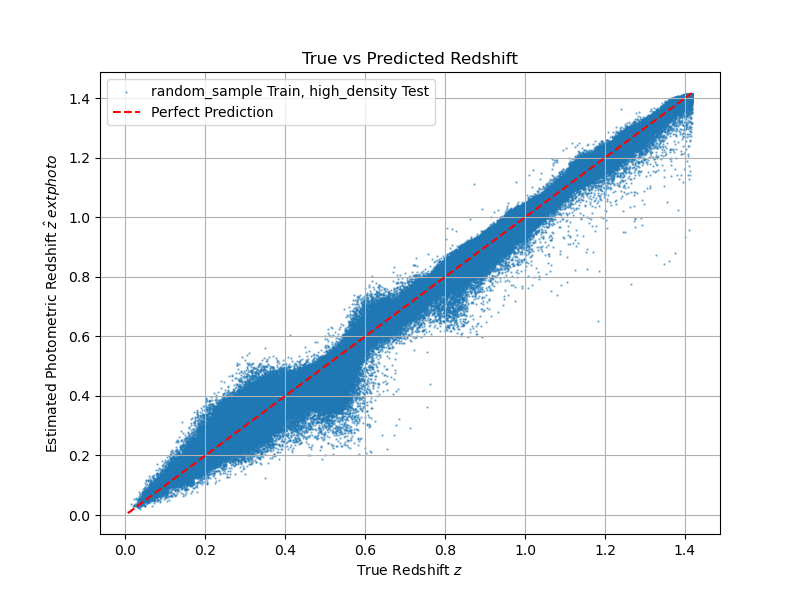 True vs Predicted Redshift
random_sample Train, high_density Test
Perfect Prediction
Estimated Photometric Redshift ẑ extphoto
1.4
1.2
1.0
0.8
0.6
0.4
0.2
0.0
0.0 0.2 0.4 0.6 0.8 1.0 1.2 1.4
True Redshift z